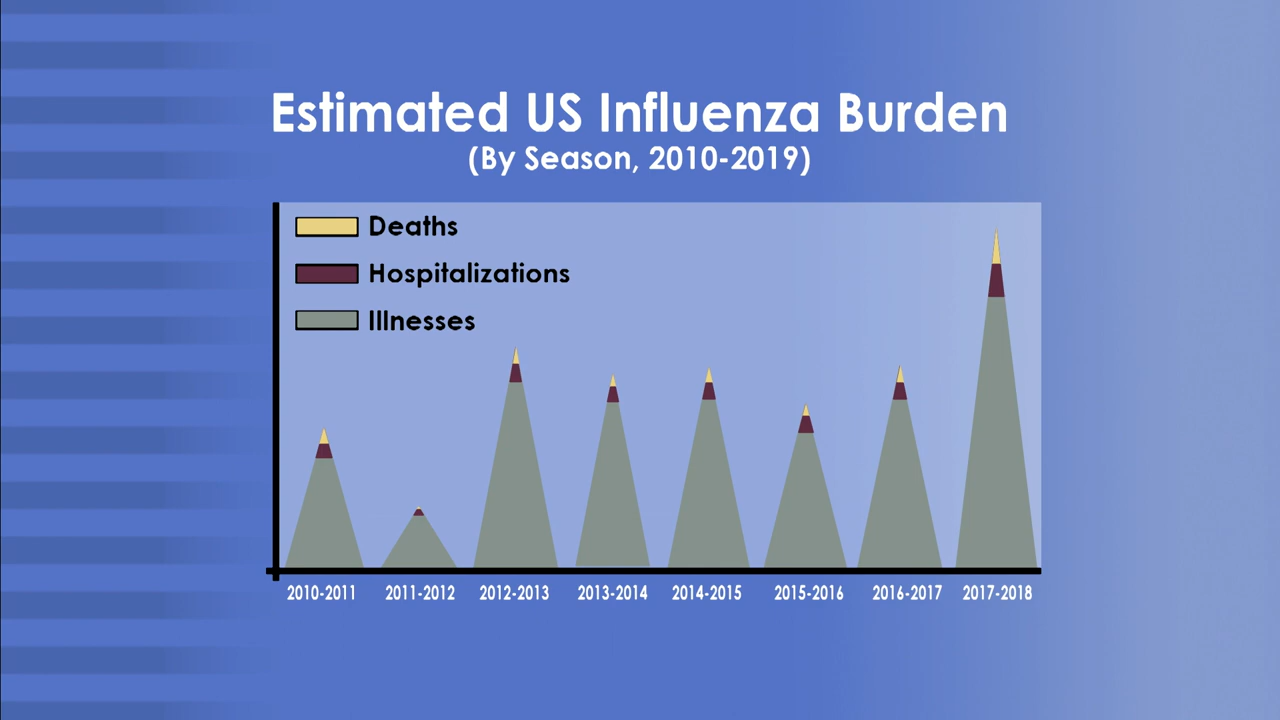 Estimated US Influenza Burden
(By Season, 2010-2019)
Deaths
Hospitalizations
Illnesses
2010-2011 2011-2012 2012-2013 2013-2014 2014-2015 2015-2016 2016-2017 2017-2018